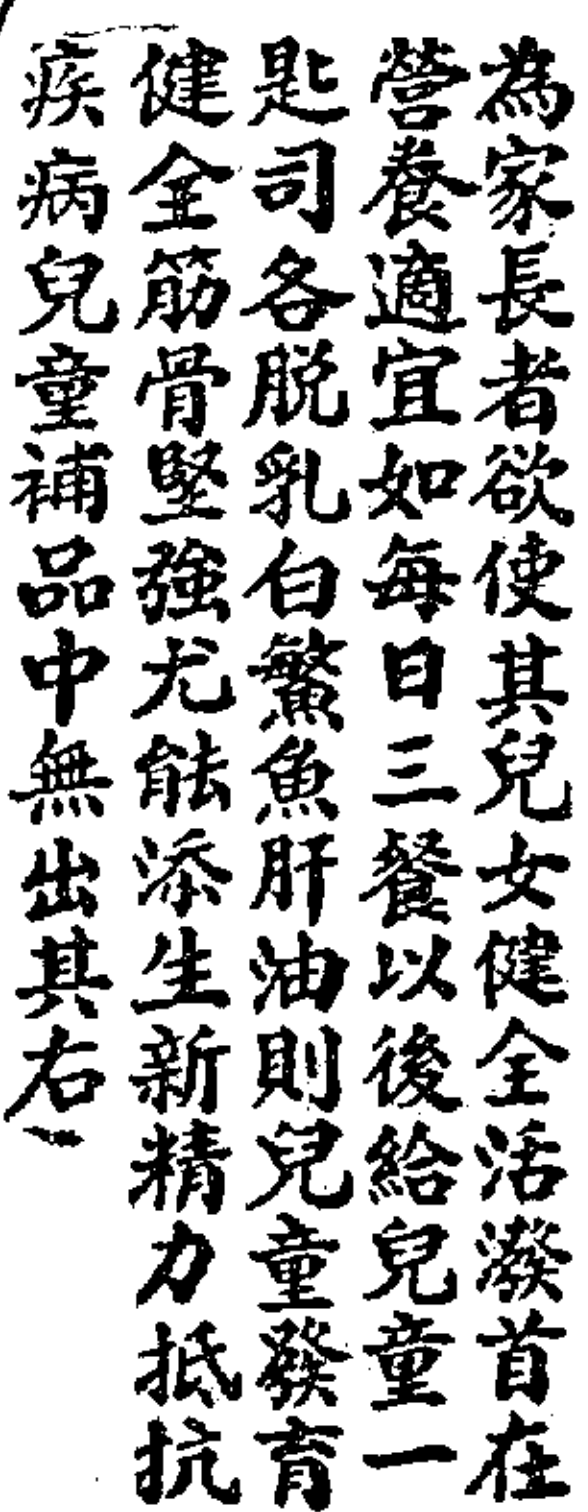 為家長者欲使其兒女健全活潑首在
營養適宜如每日三餐以後給兒童一
匙司各脫乳白鰵魚肝油則兒童發育
健全筋骨堅強尤能添生新精力抵抗
疾病兒童補品中無出其右